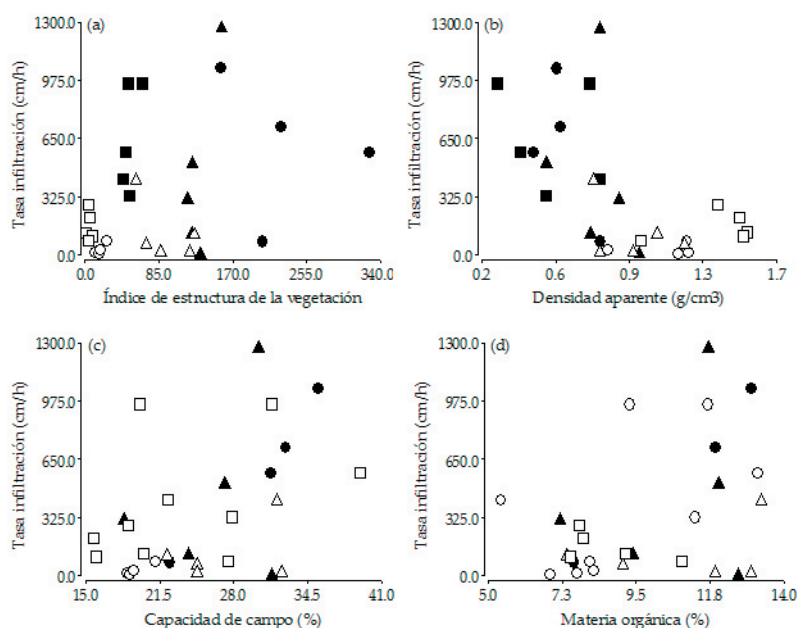 (a)
Tasa infiltración (cm/h)
1300.0
975.0
650.0
325.0
0.0
0.0 85.0 170.0 255.0 340.0
Índice de estructura de la vegetación
(b)
Tasa infiltración (cm/h)
1300.0
975.0
650.0
325.0
0.0
0.2 0.6 0.9 1.3 1.7
Densidad aparente (g/cm3)
(c)
Tasa infiltración (cm/h)
1300.0
975.0
650.0
325.0
0.0
15.0 21.5 28.0 34.5 41.0
Capacidad de campo (%)
(d)
Tasa infiltración (cm/h)
1300.0
975.0
650.0
325.0
0.0
5.0 7.3 9.5 11.8 14.0
Materia orgánica (%)